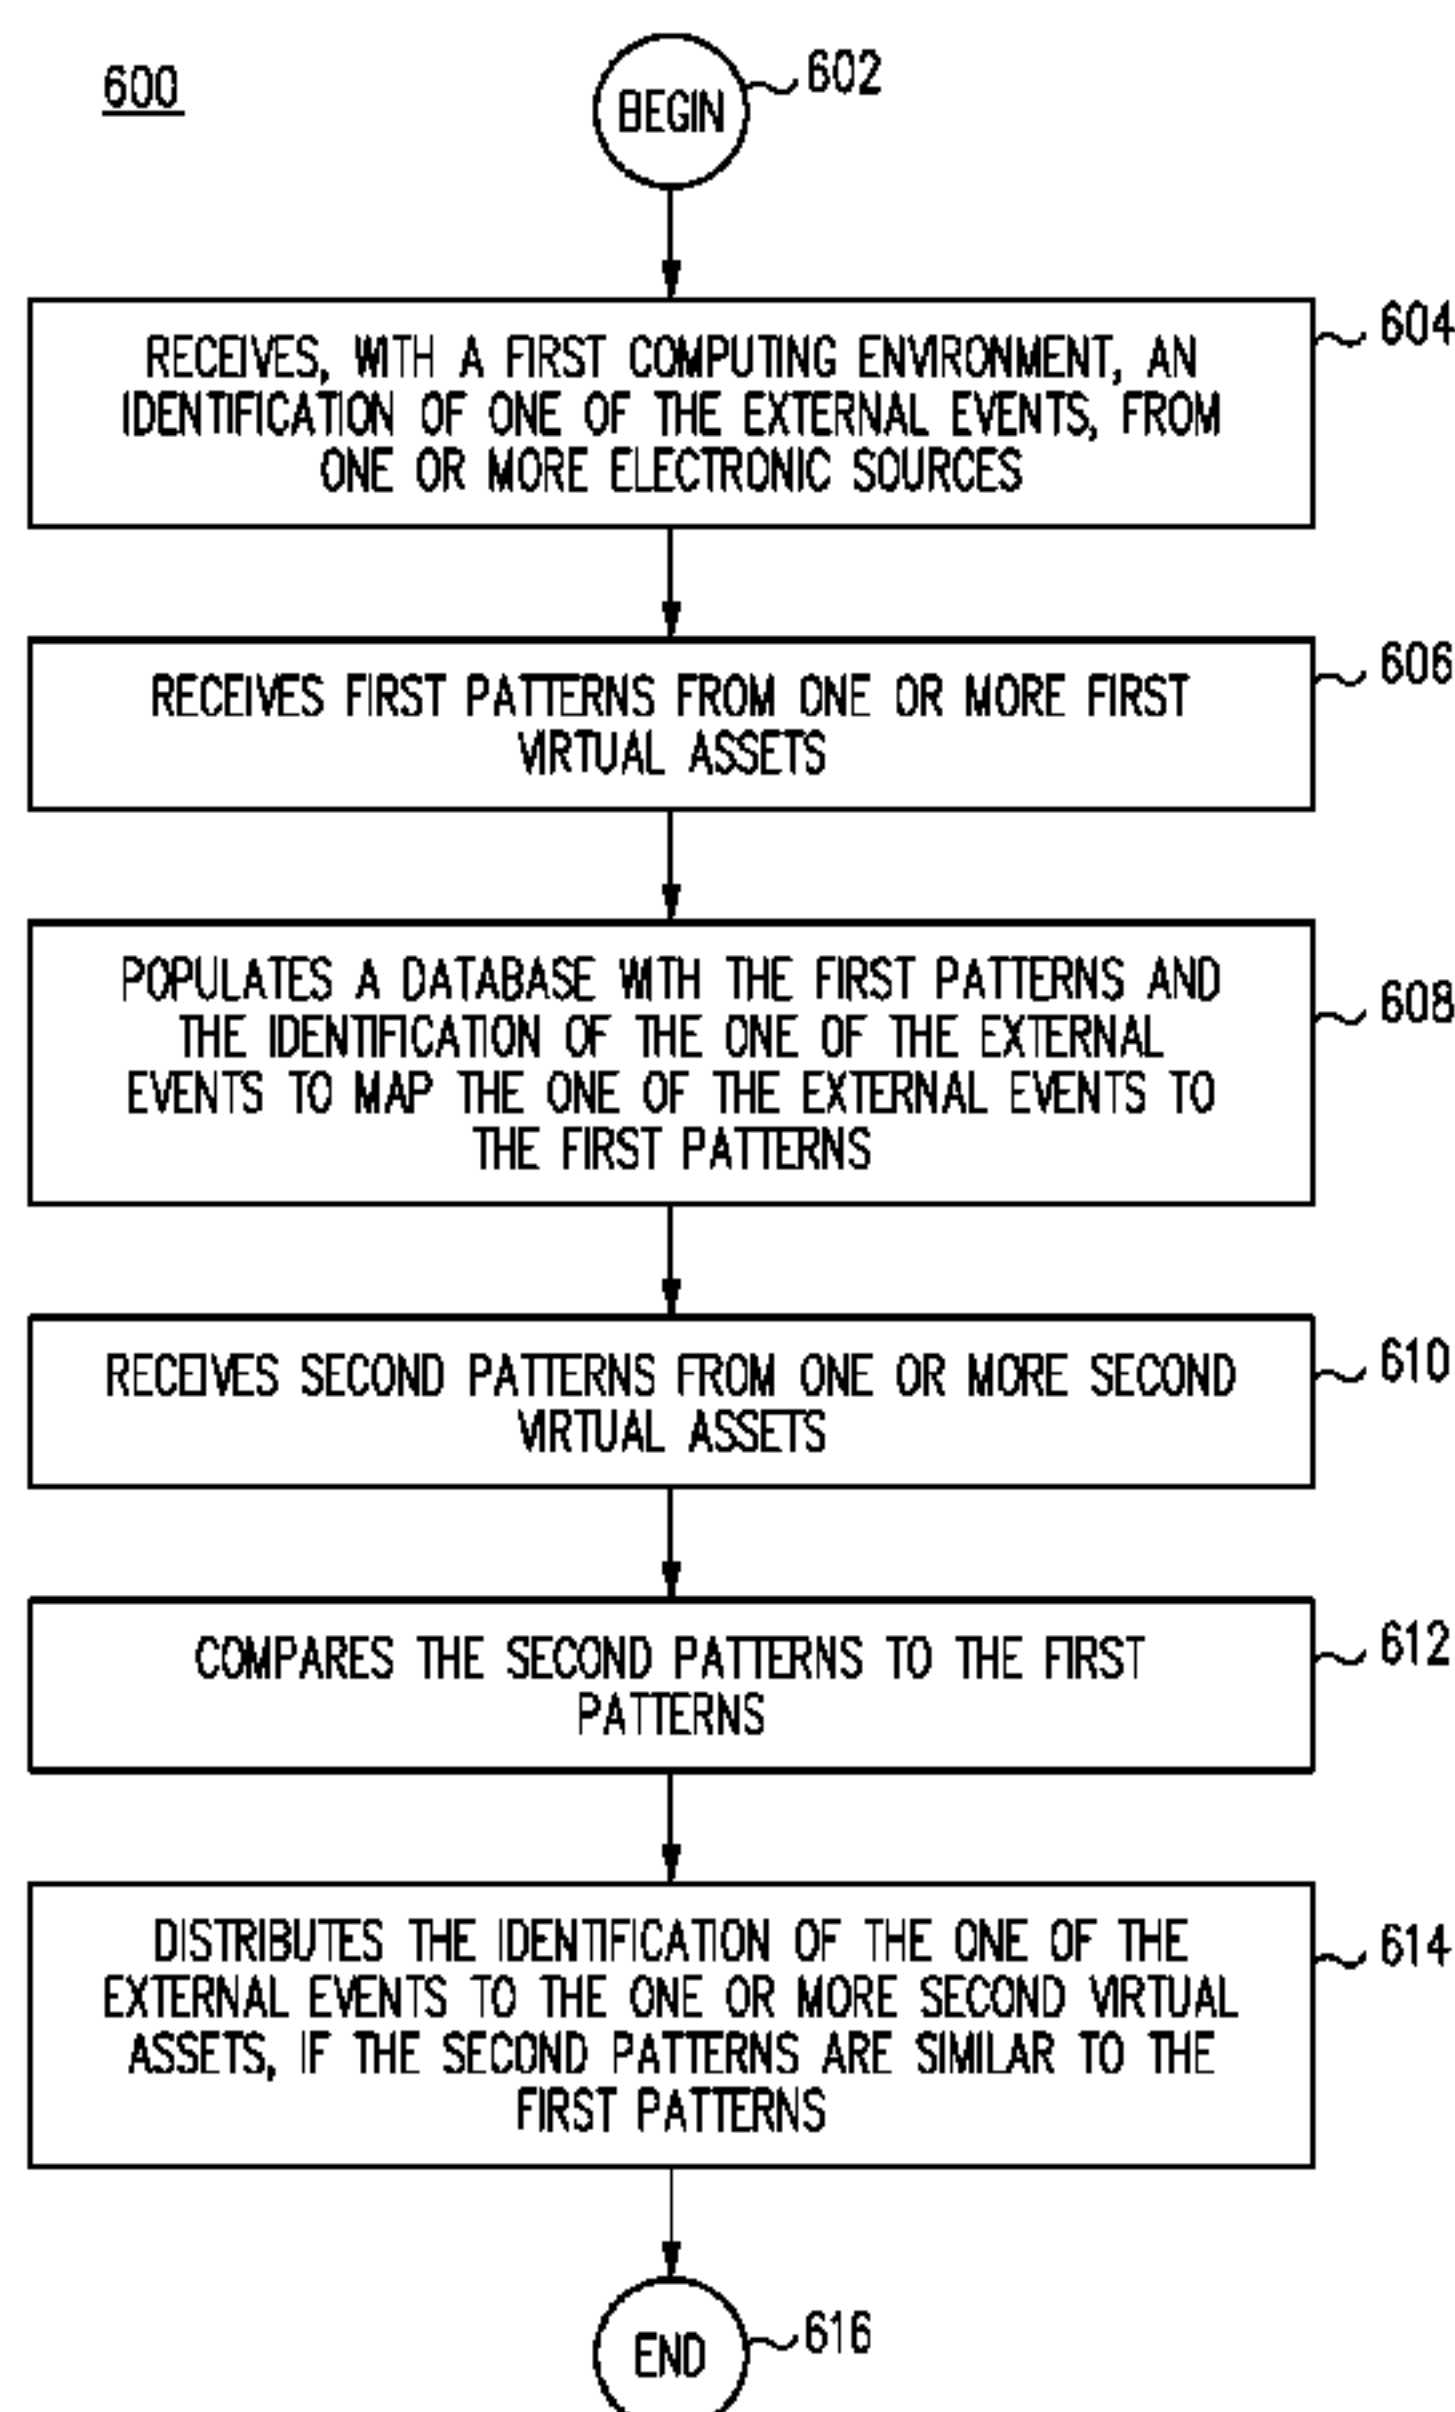 600
BEGIN
602
RECEIVES, WITH A FIRST COMPUTING ENVIRONMENT, AN
IDENTIFICATION OF ONE OF THE EXTERNAL EVENTS, FROM
ONE OR MORE ELECTRONIC SOURCES
604
RECEIVES FIRST PATTERNS FROM ONE OR MORE FIRST
VIRTUAL ASSETS
606
POPULATES A DATABASE WITH THE FIRST PATTERNS AND
THE IDENTIFICATION OF THE ONE OF THE EXTERNAL
EVENTS TO MAP THE ONE OF THE EXTERNAL EVENTS TO
THE FIRST PATTERNS
608
RECEIVES SECOND PATTERNS FROM ONE OR MORE SECOND
VIRTUAL ASSETS
610
COMPARES THE SECOND PATTERNS TO THE FIRST
PATTERNS
612
DISTRIBUTES THE IDENTIFICATION OF THE ONE OF THE
EXTERNAL EVENTS TO THE ONE OR MORE SECOND VIRTUAL
ASSETS, IF THE SECOND PATTERNS ARE SIMILAR TO THE
FIRST PATTERNS
614
END
616